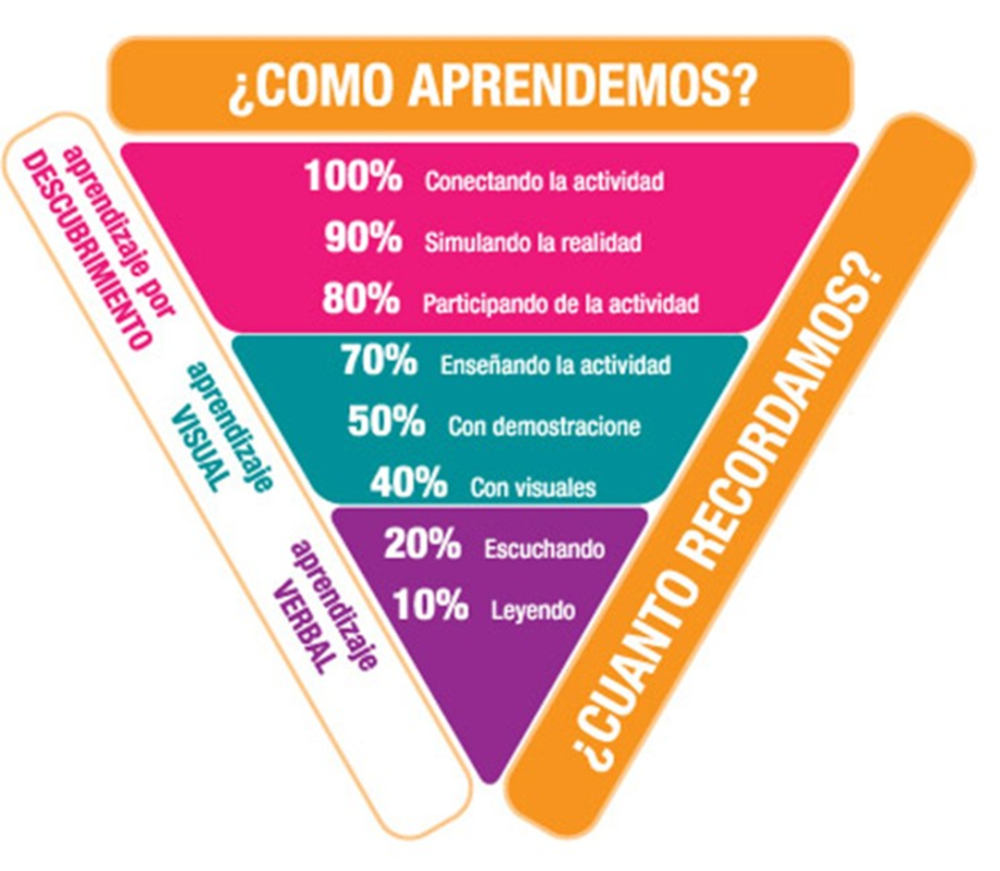 ¿COMO APRENDEMOS?
aprendizaje por
DESCUBRIMIENTO
100% Conectando la actividad
90% Simulando la realidad
80% Participando de la actividad
aprendizaje
VISUAL
70% Enseñando la actividad
50% Con demostracione
40% Con visuales
aprendizaje
VERBAL
20% Escuchando
10% Leyendo
¿CUANTO RECORDAMOS?